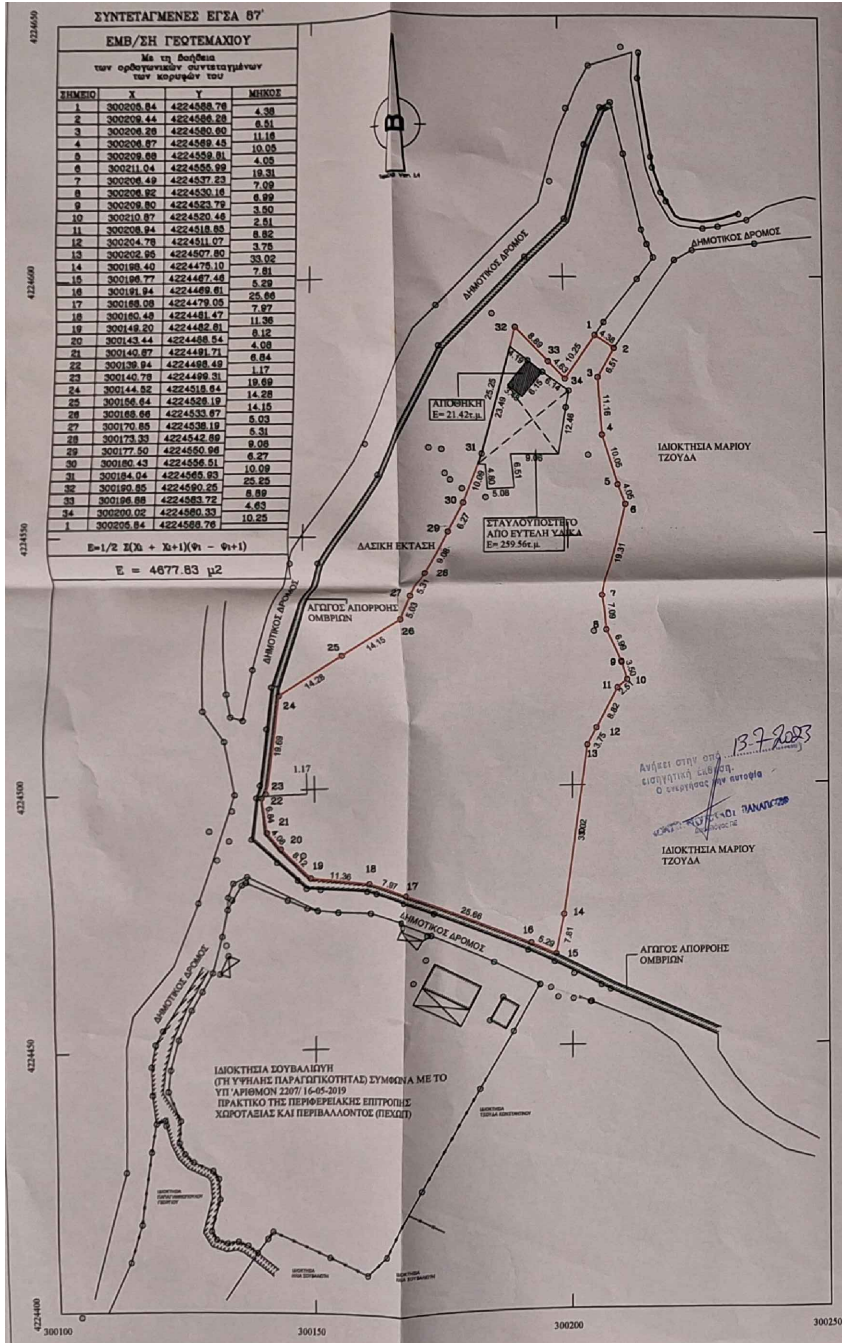 ΣΥΝΤΕΤΑΓΜΕΝΕΣ ΕΓΣΑ 87'
ΕΜΒ/ΣΗ ΓΕΩΤΕΜΑΧΙΟΥ
Με τη βοήθεια
των ορθογωνικών συντεταγμένων
των κορυφών του
ΣΗΜΕΙΟ X Y ΜΗΚΟΣ
1 300205.84 4224588.76 4.38
2 300209.44 4224586.26 6.51
3 300206.26 4224580.60 11.16
4 300206.87 4224569.45 10.05
5 300209.68 4224559.81 4.05
6 300211.04 4224555.99 19.31
7 300206.49 4224537.23 7.09
8 300206.92 4224530.16 6.99
9 300209.80 4224523.79 3.50
10 300210.87 4224520.46 2.51
11 300208.94 4224518.85 8.82
12 300204.78 4224511.07 3.75
13 300202.95 4224507.80 33.02
14 300198.40 4224475.10 7.81
15 300196.77 4224467.46 5.29
16 300191.94 4224469.61 25.66
17 300168.08 4224479.05 7.97
18 300160.48 4224481.47 11.36
19 300149.20 4224482.81 8.12
20 300143.44 4224488.54 4.08
21 300140.87 4224491.71 6.84
22 300139.94 4224498.49 1.17
23 300140.78 4224499.31 19.69
24 300144.52 4224518.64 14.28
25 300156.64 4224526.19 14.15
26 300168.66 4224533.67 5.03
27 300170.85 4224538.19 5.31
28 300173.33 4224542.89 9.08
29 300177.50 4224550.96 6.27
30 300180.43 4224556.51 10.09
31 300184.04 4224565.93 25.25
32 300190.85 4224590.25 8.89
33 300196.88 4224583.72 4.63
34 300200.02 4224580.33 10.25
1 300205.84 4224588.76
E=1/2 Σ(Χi + Χi+1)(Ψi - Ψi+1)
E = 4677.83 μ2
4224650
4224600
4224550
4224500
4224450
4224400
300100
300150
300200
300250
B
ΔΗΜΟΤΙΚΟΣ ΔΡΟΜΟΣ
ΔΗΜΟΤΙΚΟΣ ΔΡΟΜΟΣ
ΑΠΟΘΗΚΗ
Ε= 21.42τ.μ.
ΙΔΙΟΚΤΗΣΙΑ ΜΑΡΙΟΥ
ΤΖΟΥΔΑ
ΣΤΑΥΛΟΥΠΟΣΤΕΓΟ
ΑΠΟ ΕΥΤΕΛΗ ΥΛΙΚΑ
Ε= 259.56τ.μ.
ΔΑΣΙΚΗ ΕΚΤΑΣΗ
ΑΓΩΓΟΣ ΑΠΟΡΡΟΗΣ
ΟΜΒΡΙΩΝ
ΔΗΜΟΤΙΚΟΣ ΔΡΟΜΟΣ
13-7-2023
Ανήκει στην από
εισηγητική έκθεση.
Ο ενεργήσας την αυτοψία
ΙΔΙΟΚΤΗΣΙΑ ΜΑΡΙΟΥ
ΤΖΟΥΔΑ
ΔΗΜΟΤΙΚΟΣ ΔΡΟΜΟΣ
ΑΓΩΓΟΣ ΑΠΟΡΡΟΗΣ
ΟΜΒΡΙΩΝ
ΔΗΜΟΤΙΚΟΣ ΔΡΟΜΟΣ
ΙΔΙΟΚΤΗΣΙΑ ΣΟΥΒΑΛΙΩΤΗ
(ΓΗ ΥΨΗΛΗΣ ΠΑΡΑΓΩΓΙΚΟΤΗΤΑΣ) ΣΥΜΦΩΝΑ ΜΕ ΤΟ
ΥΠ 'ΑΡΙΘΜΟΝ 2207/ 16-05-2019
ΠΡΑΚΤΙΚΟ ΤΗΣ ΠΕΡΙΦΕΡΕΙΑΚΗΣ ΕΠΙΤΡΟΠΗΣ
ΧΩΡΟΤΑΞΙΑΣ ΚΑΙ ΠΕΡΙΒΑΛΛΟΝΤΟΣ (ΠΕΧΩΠ)
ΙΔΙΟΚΤΗΣΙΑ
ΤΖΟΥΔΑ ΚΩΝΣΤΑΝΤΙΝΟΥ